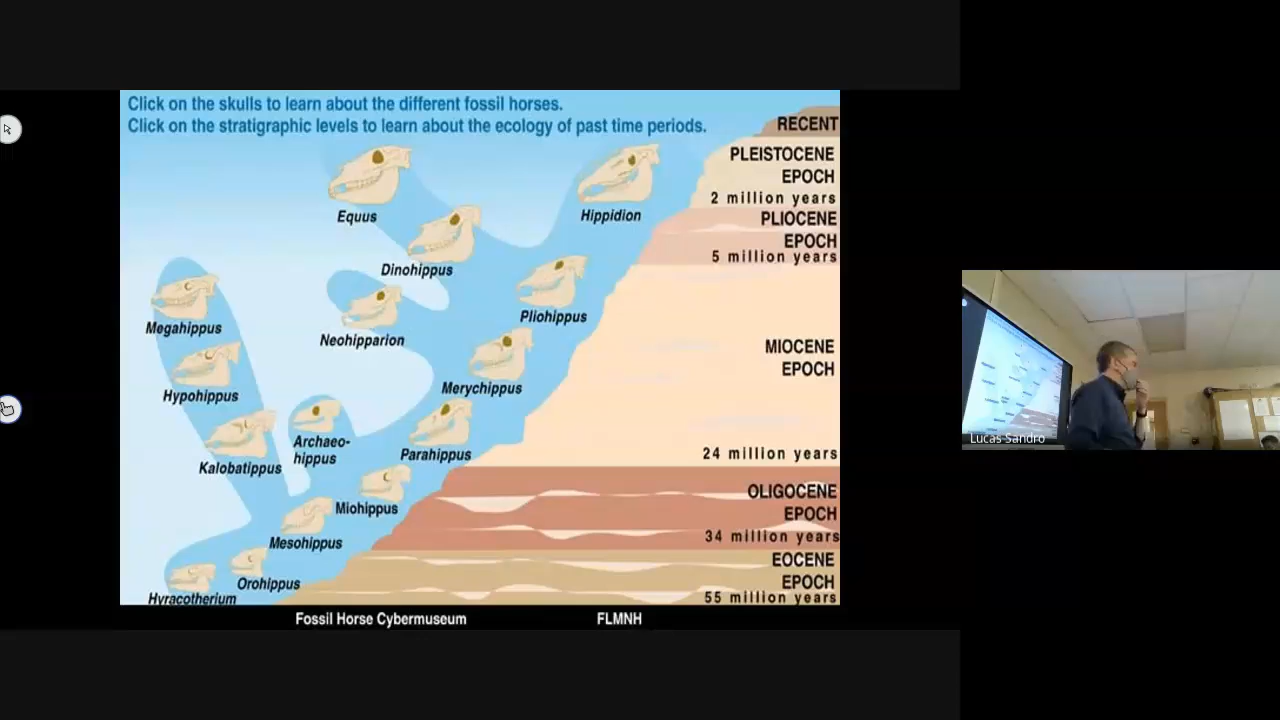 Click on the skulls to learn about the different fossil horses.
Click on the stratigraphic levels to learn about the ecology of past time periods.
RECENT
PLEISTOCENE
EPOCH
2 million years
PLIOCENE
EPOCH
5 million years
MIOCENE
EPOCH
24 million years
OLIGOCENE
EPOCH
34 million years
EOCENE
EPOCH
55 million years
Equus
Hippidion
Dinohippus
Megahippus
Neohipparion
Pliohippus
Hypohippus
Merychippus
Kalobatippus
Archaeo-
hippus
Parahippus
Miohippus
Mesohippus
Orohippus
Hyracotherium
Fossil Horse Cybermuseum
FLMNH
Lucas Sandro